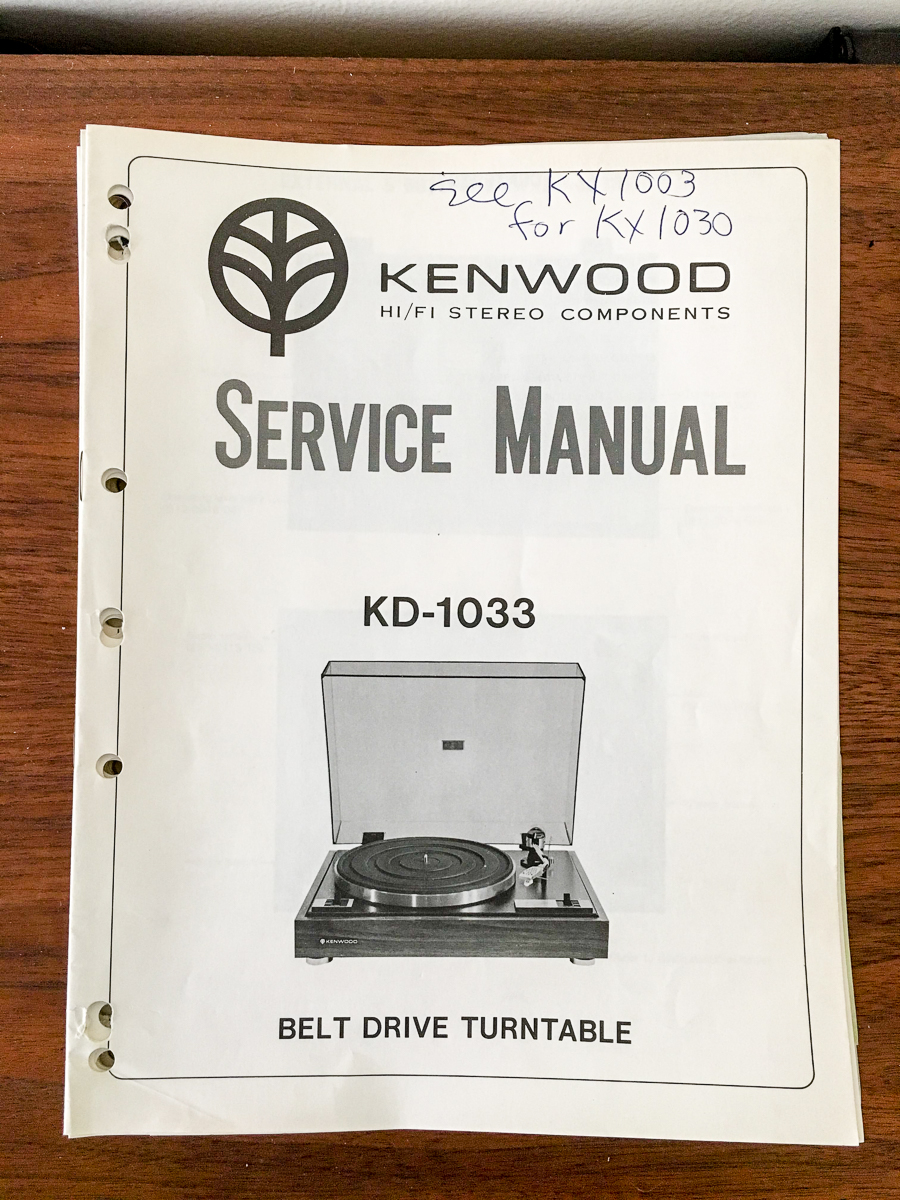 see KX1003
for KX1030
KENWOOD
HI/FI STEREO COMPONENTS
SERVICE MANUAL
KD-1033
KENWOOD
BELT DRIVE TURNTABLE